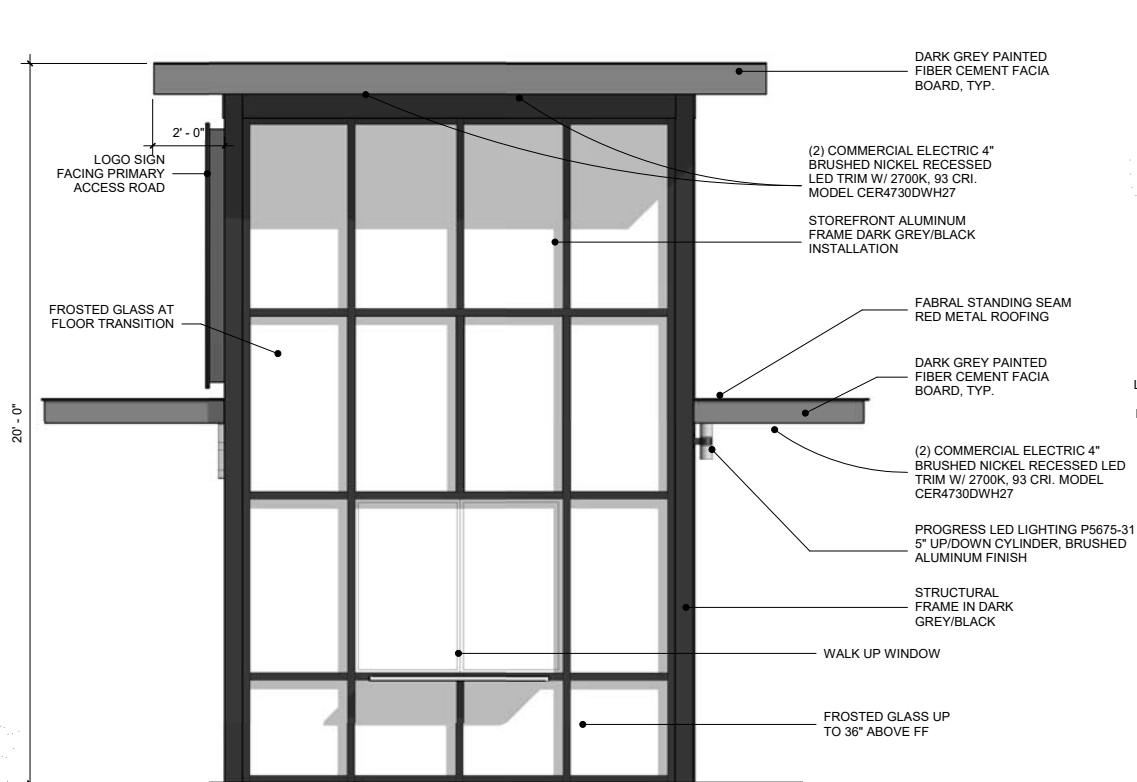 DARK GREY PAINTED
FIBER CEMENT FACIA
BOARD, TYP.
2' - 0"
LOGO SIGN
FACING PRIMARY
ACCESS ROAD
(2) COMMERCIAL ELECTRIC 4"
BRUSHED NICKEL RECESSED
LED TRIM W/ 2700K, 93 CRI.
MODEL CER4730DWH27
STOREFRONT ALUMINUM
FRAME DARK GREY/BLACK
INSTALLATION
FROSTED GLASS AT
FLOOR TRANSITION
FABRAL STANDING SEAM
RED METAL ROOFING
DARK GREY PAINTED
FIBER CEMENT FACIA
BOARD, TYP.
20' - 0"
(2) COMMERCIAL ELECTRIC 4"
BRUSHED NICKEL RECESSED LED
TRIM W/ 2700K, 93 CRI. MODEL
CER4730DWH27
PROGRESS LED LIGHTING P5675-31
5" UP/DOWN CYLINDER, BRUSHED
ALUMINUM FINISH
STRUCTURAL
FRAME IN DARK
GREY/BLACK
WALK UP WINDOW
FROSTED GLASS UP
TO 36" ABOVE FF